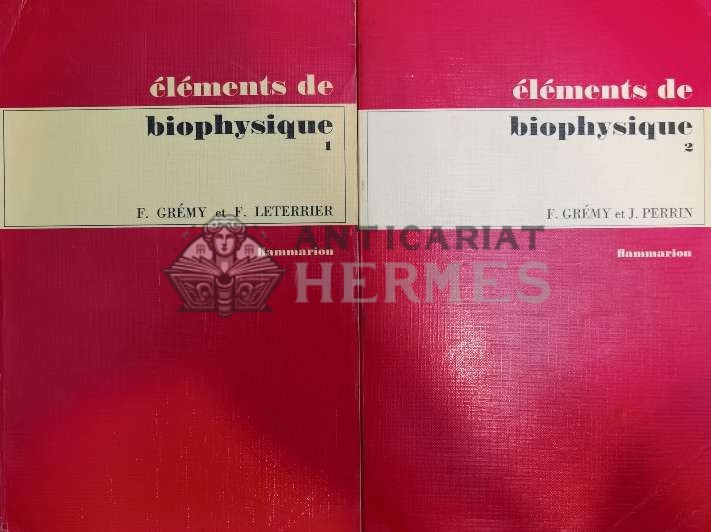 éléments de
biophysique
1
F. GRÉMY et F. LETERRIER
flammarion
éléments de
biophysique
2
F. GRÉMY et J. PERRIN
flammarion
ANTICARIAT
HERMES